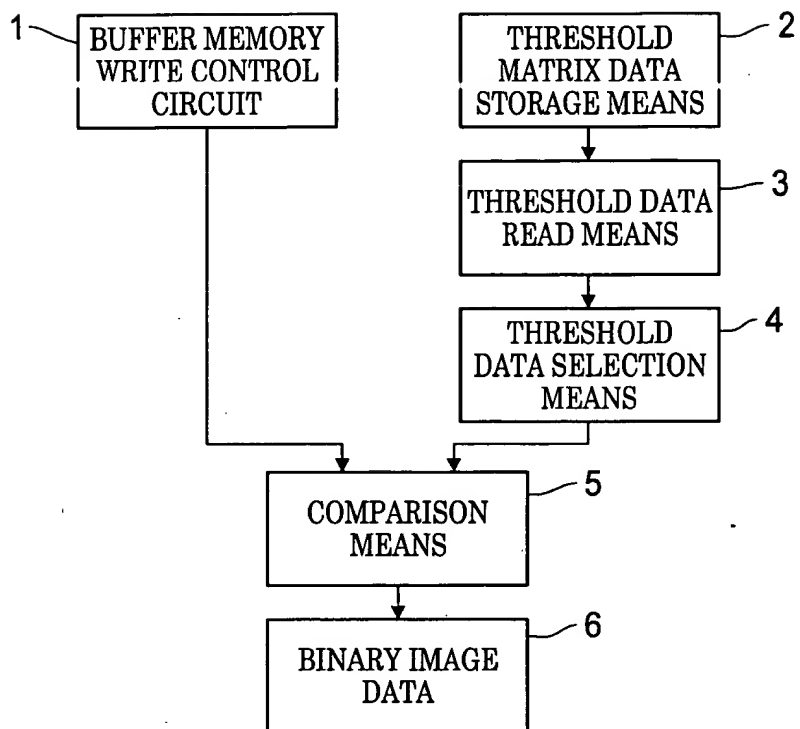 1
BUFFER MEMORY
WRITE CONTROL
CIRCUIT
2
THRESHOLD
MATRIX DATA
STORAGE MEANS
3
THRESHOLD DATA
READ MEANS
4
THRESHOLD
DATA SELECTION
MEANS
5
COMPARISON
MEANS
6
BINARY IMAGE
DATA